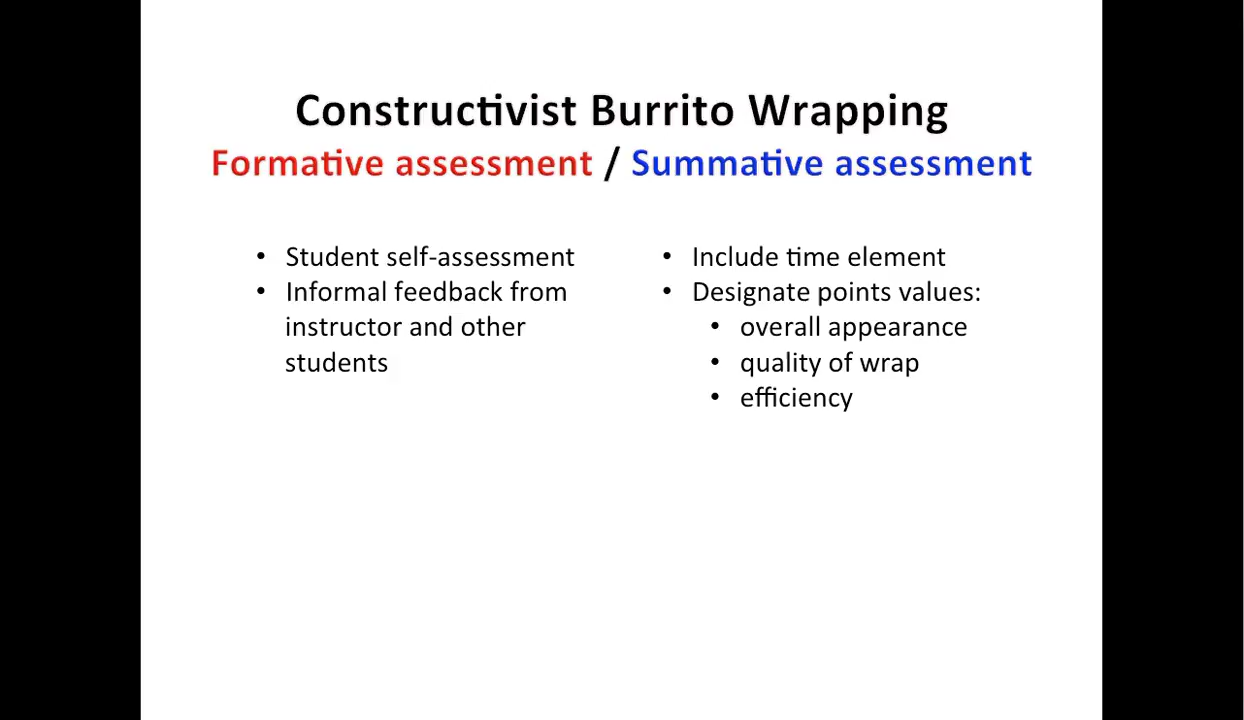 Constructivist Burrito Wrapping
Formative assessment / Summative assessment
• Student self-assessment
• Informal feedback from
instructor and other
students
• Include time element
• Designate points values:
• overall appearance
• quality of wrap
• efficiency